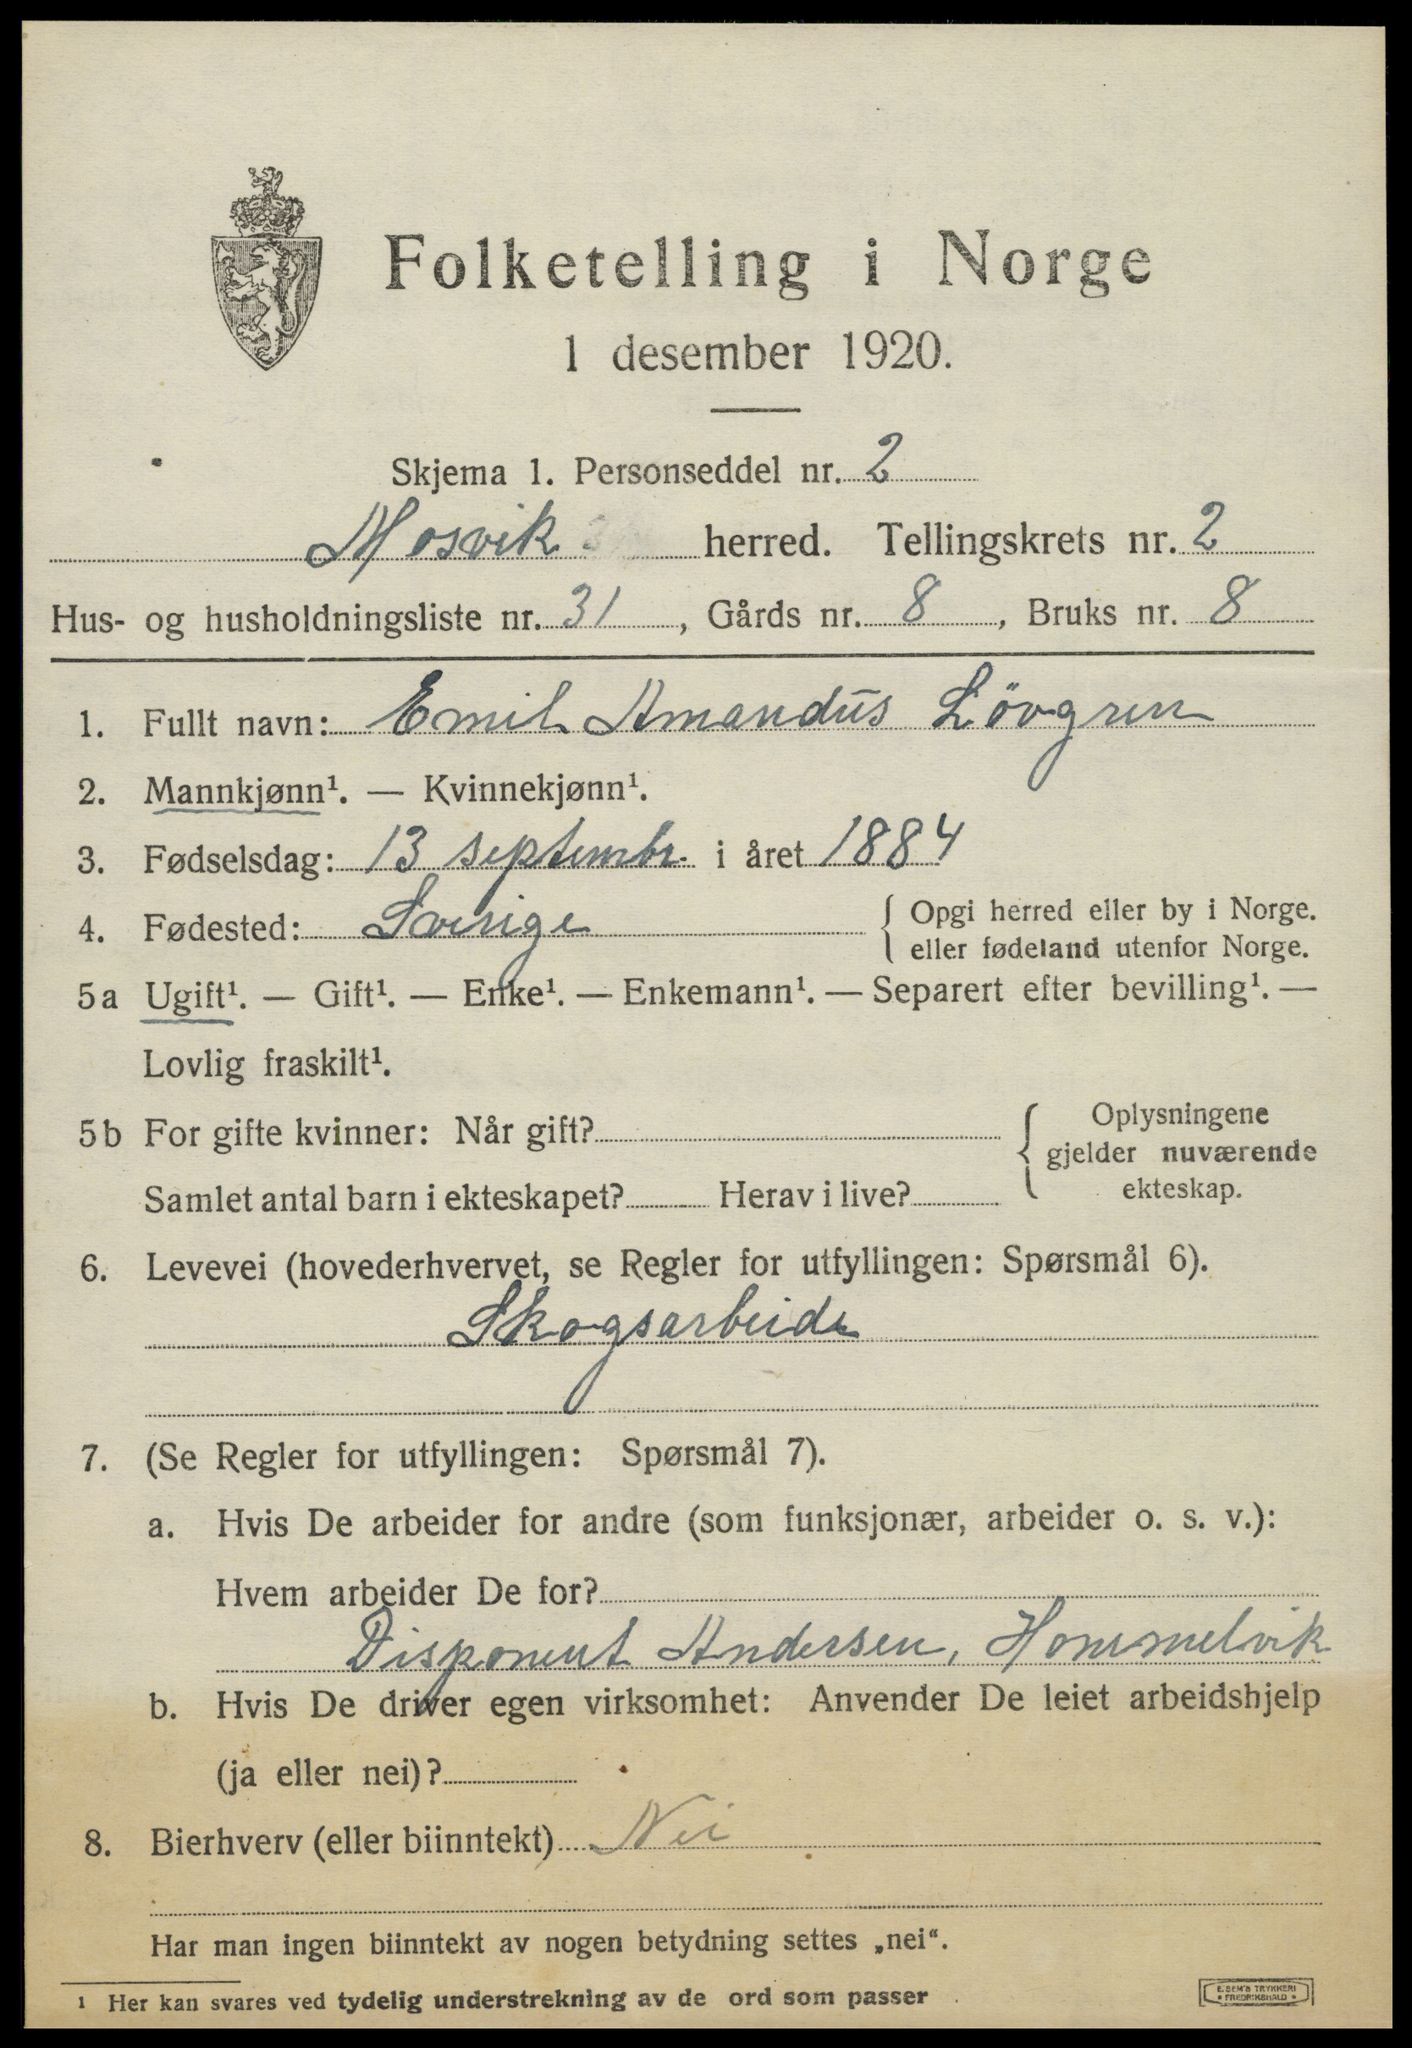 Folketelling i Norge
1 desember 1920.
Skjema 1. Personseddel nr. 2
Mosvik herred. Tellingskrets nr. 2
Hus- og husholdningsliste nr. 31, Gårds nr. 8, Bruks nr. 8
1. Fullt navn: Emil Amandus Lövgren
2. Mannkjønn¹. — Kvinnekjønn¹.
3. Fødselsdag: 13 septembr. i året 1884
4. Fødested: Sverige { Opgi herred eller by i Norge.
eller fødeland utenfor Norge.
5a Ugift¹. — Gift¹. — Enke¹. — Enkemann¹. — Separert efter bevilling¹. —
Lovlig fraskilt¹.
5b For gifte kvinner: Når gift? { Oplysningene
gjelder nuværende
Samlet antal barn i ekteskapet? Herav i live? ekteskap.
6. Levevei (hovederhvervet, se Regler for utfyllingen: Spørsmål 6).
Skogsarbeide
7. (Se Regler for utfyllingen: Spørsmål 7).
a. Hvis De arbeider for andre (som funksjonær, arbeider o. s. v.):
Hvem arbeider De for?
Disponent Andersen, Hommelvik
b. Hvis De driver egen virksomhet: Anvender De leiet arbeidshjelp
(ja eller nei)?
8. Bierhverv (eller biinntekt) Nei
Har man ingen biinntekt av nogen betydning settes „nei“.
¹ Her kan svares ved tydelig understrekning av de ord som passer
E. SEM'S TRYKKERI
FREDRIKSHALD